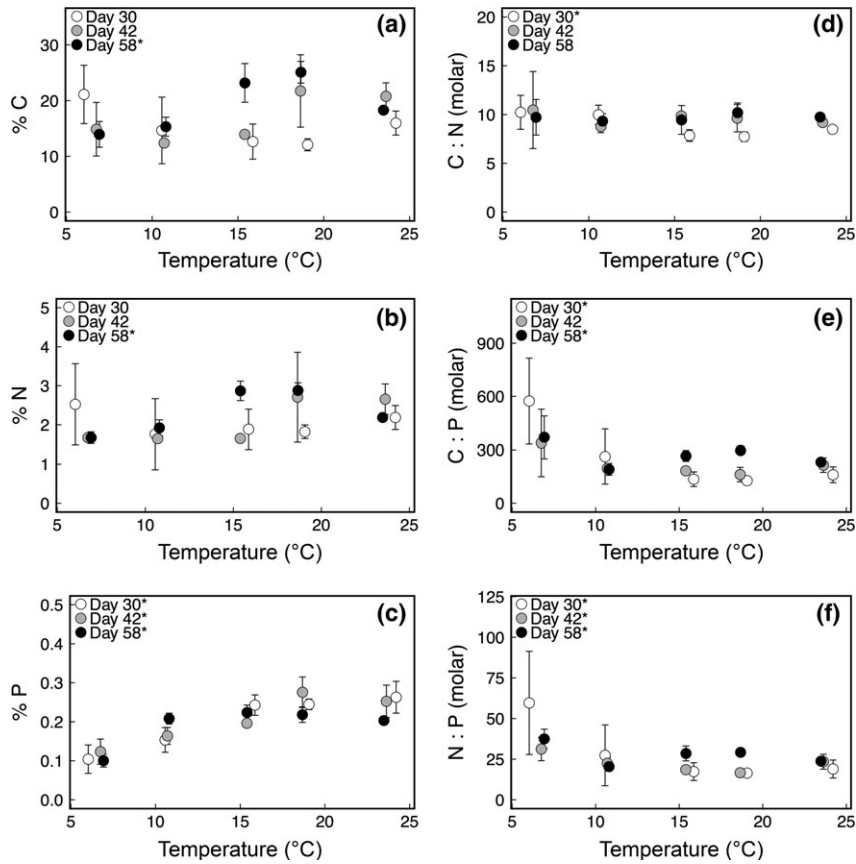 (a)
Day 30
Day 42
Day 58*
% C
30
20
10
0
5 10 15 20 25
Temperature (°C)
(d)
Day 30*
Day 42
Day 58
C : N (molar)
20
15
10
5
0
5 10 15 20 25
Temperature (°C)
(b)
Day 30
Day 42
Day 58*
% N
5
4
3
2
1
0
5 10 15 20 25
Temperature (°C)
(e)
Day 30*
Day 42
Day 58*
C : P (molar)
900
600
300
0
5 10 15 20 25
Temperature (°C)
(c)
Day 30*
Day 42*
Day 58*
% P
0.5
0.4
0.3
0.2
0.1
0.0
5 10 15 20 25
Temperature (°C)
(f)
Day 30*
Day 42*
Day 58*
N : P (molar)
125
100
75
50
25
0
5 10 15 20 25
Temperature (°C)